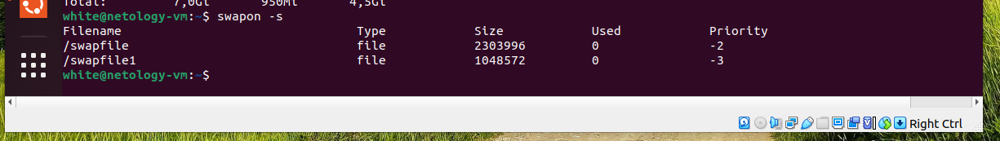 Total: 7,0Gi 950Mi 4,5Gi
white@netology-vm:~$ swapon -s
Filename Type Size Used Priority
/swapfile file 2303996 0 -2
/swapfile1 file 1048572 0 -3
white@netology-vm:~$
Right Ctrl